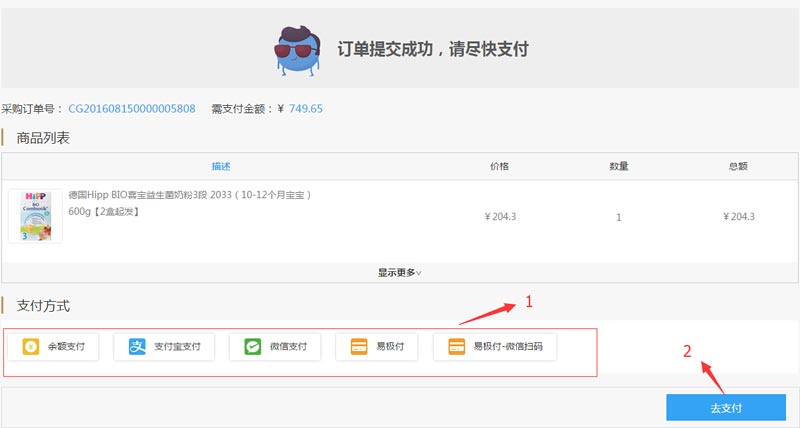 订单提交成功，请尽快支付
采购订单号： CG201608150000005808 需支付金额：¥ 749.65
商品列表
描述 价格 数量 总额
HiPP
BIO
Combiotik
3
德国Hipp BIO喜宝益生菌奶粉3段 2033（10-12个月宝宝）
600g【2盒起发】
¥204.3 1 ¥204.3
显示更多
支付方式
1
余额支付 支付宝支付 微信支付 易极付 易极付-微信扫码
2
去支付